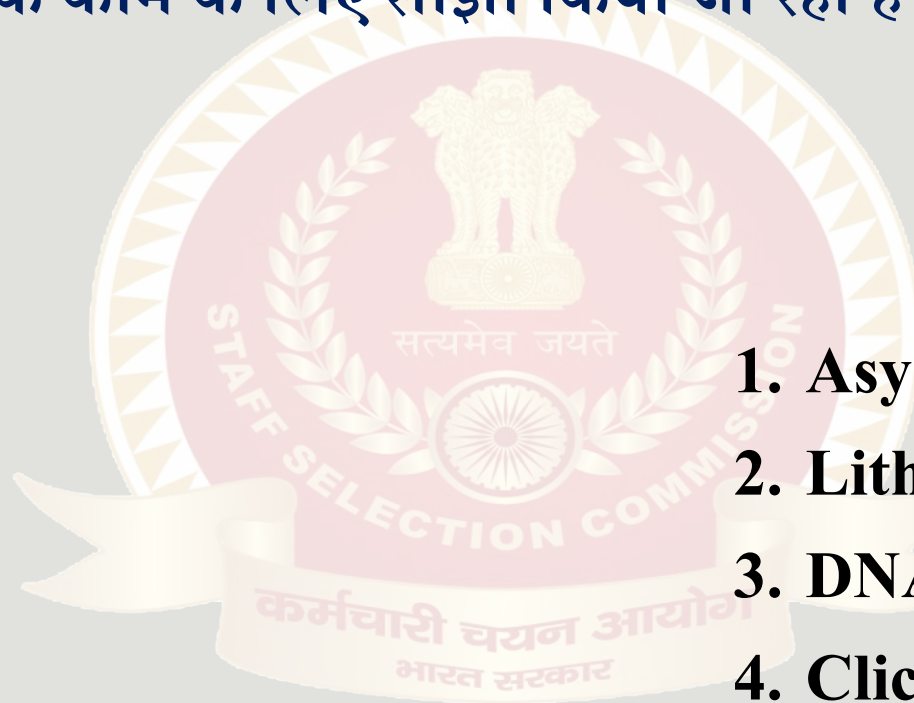 के काम के लिए साझा किया जा रहा है
सत्यमेव जयते
STAFF SELECTION COMMISSION
1. Asy
2. Lith
3. DNA
4. Clic
कर्मचारी चयन आयोग
भारत सरकार